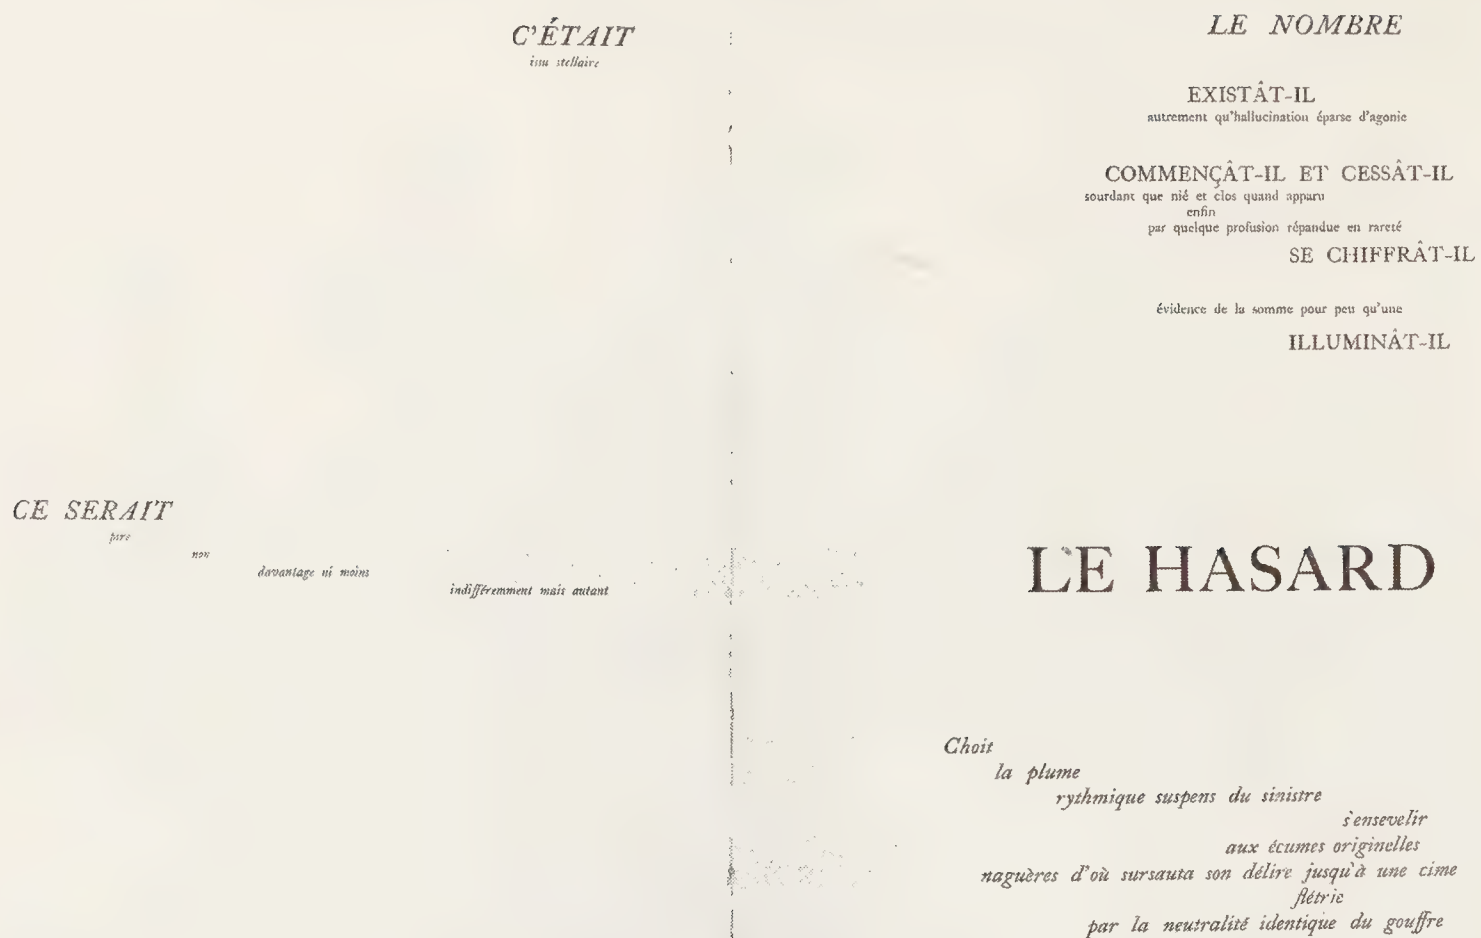 C'ÉTAIT
issu stellaire
LE NOMBRE
EXISTÂT-IL
autrement qu'hallucination éparse d'agonie
COMMENÇÂT-IL ET CESSÂT-IL
sourdant que nié et clos quand apparu
enfin
par quelque profusion répandue en rareté
SE CHIFFRÂT-IL
évidence de la somme pour peu qu'une
ILLUMINÂT-IL
CE SERAIT
pire
non
davantage ni moins
indifféremment mais autant
LE HASARD
Choit
la plume
rythmique suspens du sinistre
s'ensevelir
aux écumes originelles
naguères d'où sursauta son délire jusqu'à une cime
flétrie
par la neutralité identique du gouffre